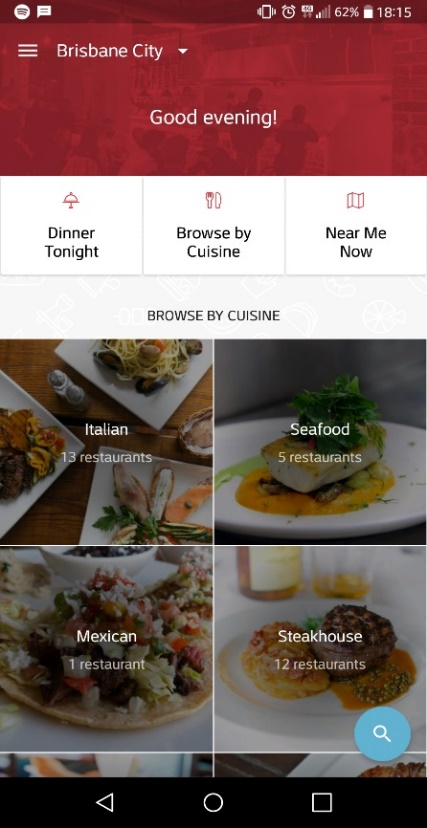 62% 18:15
Brisbane City
Good evening!
Dinner
Tonight
Browse by
Cuisine
Near Me
Now
BROWSE BY CUISINE
Italian
13 restaurants
Seafood
5 restaurants
Mexican
1 restaurant
Steakhouse
12 restaurants